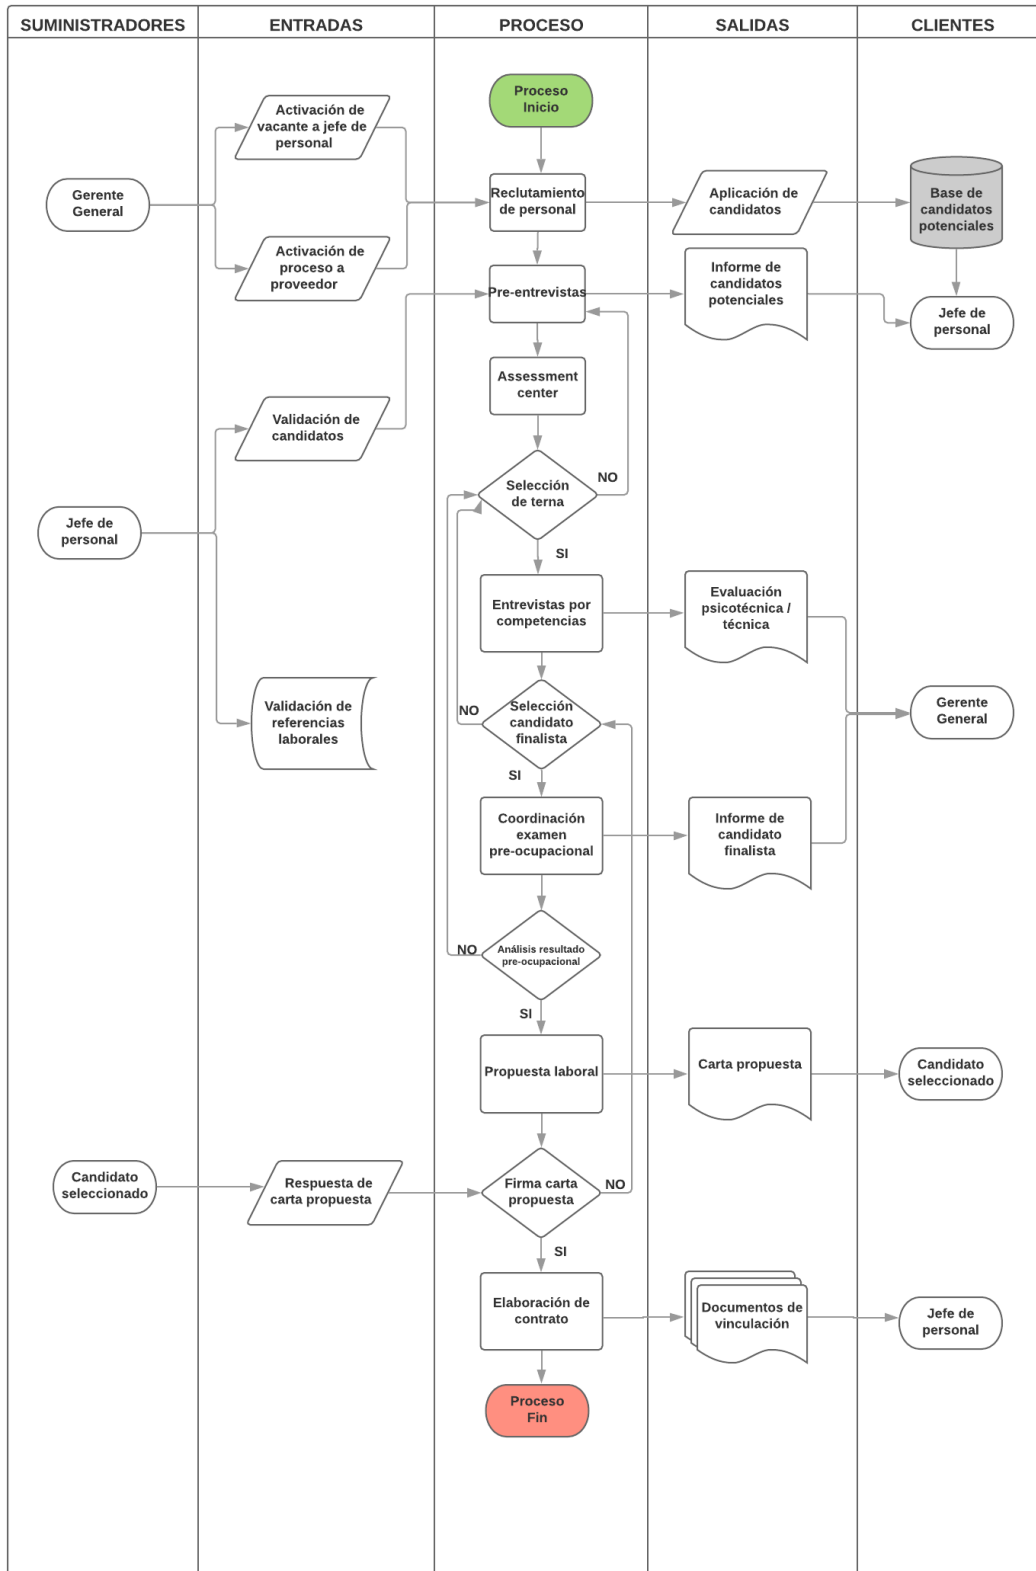 SUMINISTRADORES
ENTRADAS
PROCESO
SALIDAS
CLIENTES
Proceso
Inicio
Activación de
vacante a jefe de
personal
Gerente
General
Reclutamiento
de personal
Aplicación de
candidatos
Base de
candidatos
potenciales
Activación de
proceso a
proveedor
Pre-entrevistas
Informe de
candidatos
potenciales
Jefe de
personal
Assessment
center
Validación de
candidatos
Selección
de terna
NO
SI
Jefe de
personal
Entrevistas por
competencias
Evaluación
psicotécnica /
técnica
Validación de
referencias
laborales
NO
Selección
candidato
finalista
SI
Gerente
General
Coordinación
examen
pre-ocupacional
Informe de
candidato
finalista
NO
Análisis resultado
pre-ocupacional
SI
Propuesta laboral
Carta propuesta
Candidato
seleccionado
Candidato
seleccionado
Respuesta de
carta propuesta
Firma carta
propuesta
NO
SI
Elaboración de
contrato
Documentos de
vinculación
Jefe de
personal
Proceso
Fin